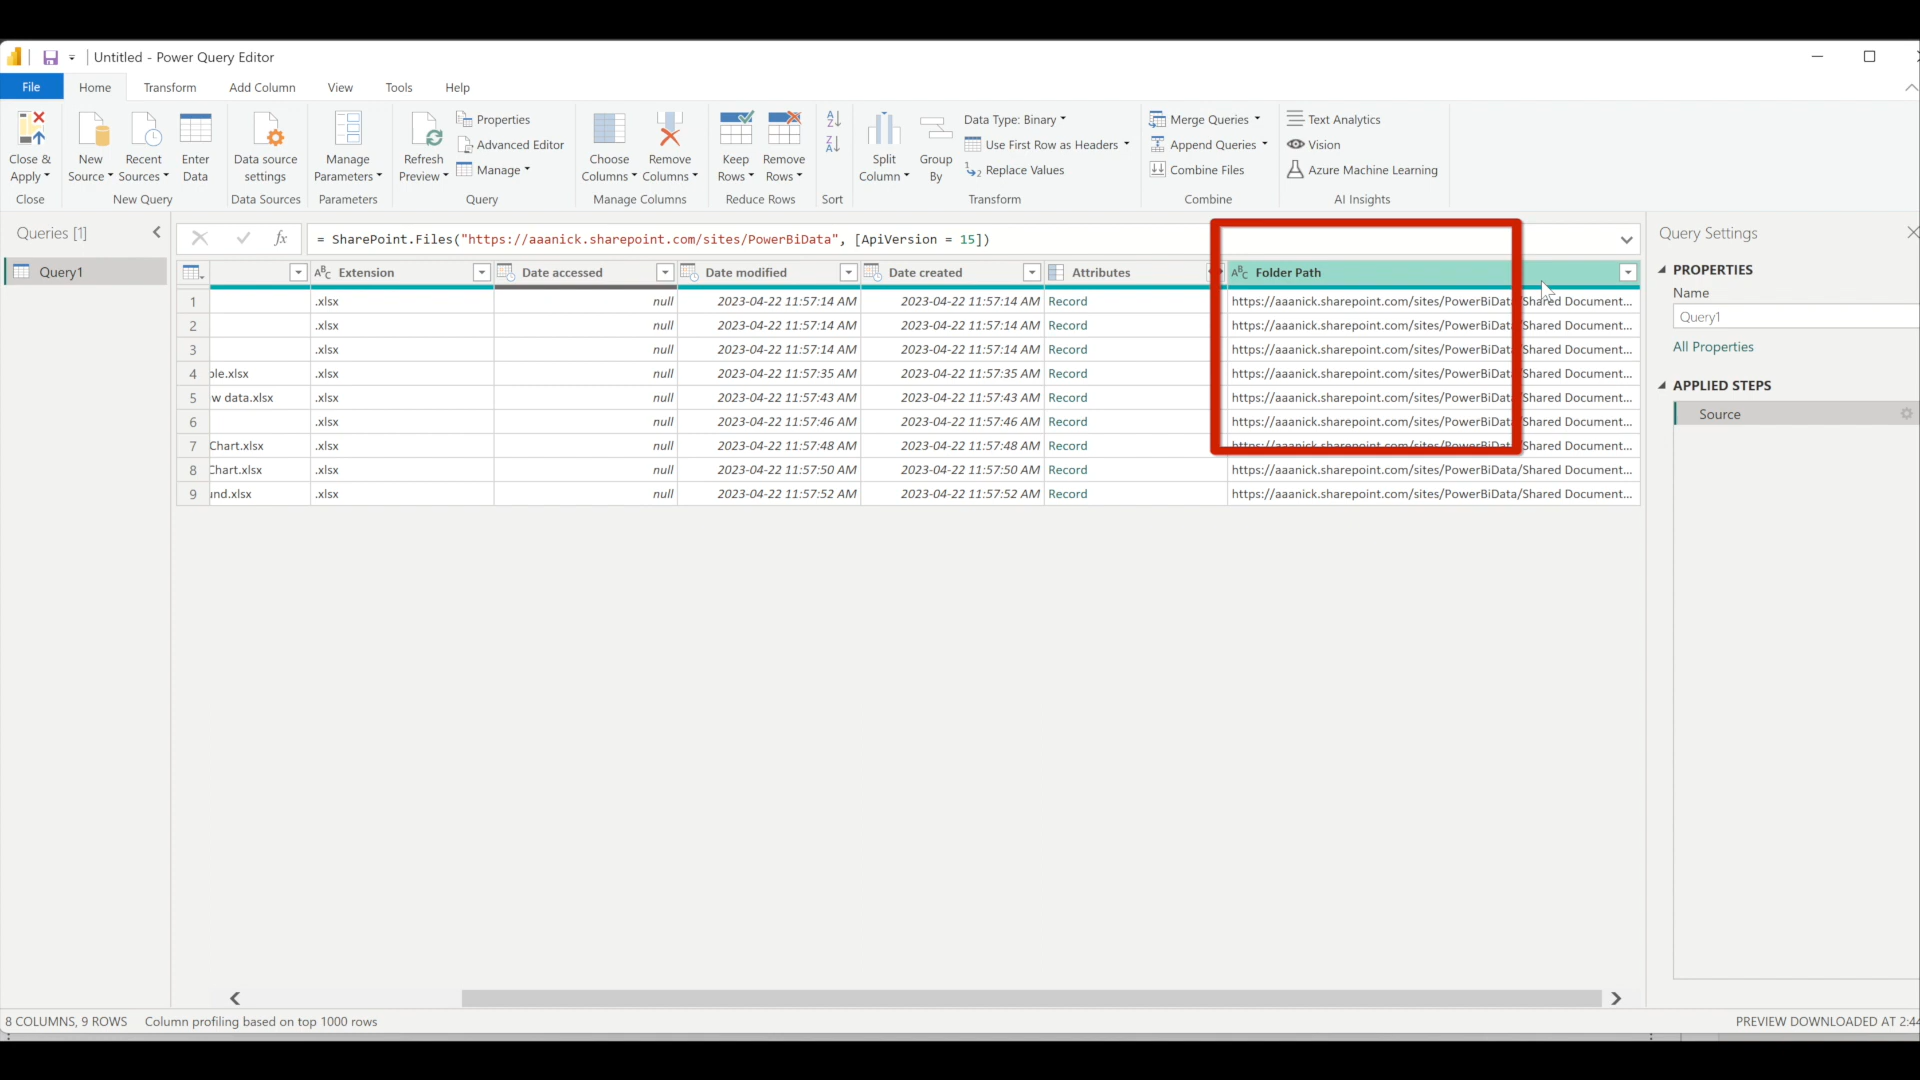 Untitled - Power Query Editor
File Home Transform Add Column View Tools Help
Close & Apply
New Source
Recent Sources
Enter Data
Data source settings
Manage Parameters
Refresh Preview
Properties
Advanced Editor
Manage
Choose Columns
Remove Columns
Keep Rows
Remove Rows
Split Column
Group By
Data Type: Binary
Use First Row as Headers
Replace Values
Merge Queries
Append Queries
Combine Files
Text Analytics
Vision
Azure Machine Learning
Close New Query Data Sources Parameters Query Manage Columns Reduce Rows Sort Transform Combine AI Insights
Queries [1]
Query1
fx = SharePoint.Files("https://aaanick.sharepoint.com/sites/PowerBiData", [ApiVersion = 15])
Extension Date accessed Date modified Date created Attributes Folder Path
1 .xlsx null 2023-04-22 11:57:14 AM 2023-04-22 11:57:14 AM Record https://aaanick.sharepoint.com/sites/PowerBiData/Shared Document...
2 .xlsx null 2023-04-22 11:57:14 AM 2023-04-22 11:57:14 AM Record https://aaanick.sharepoint.com/sites/PowerBiData/Shared Document...
3 .xlsx null 2023-04-22 11:57:14 AM 2023-04-22 11:57:14 AM Record https://aaanick.sharepoint.com/sites/PowerBiData/Shared Document...
4 ple.xlsx .xlsx null 2023-04-22 11:57:35 AM 2023-04-22 11:57:35 AM Record https://aaanick.sharepoint.com/sites/PowerBiData/Shared Document...
5 w data.xlsx .xlsx null 2023-04-22 11:57:43 AM 2023-04-22 11:57:43 AM Record https://aaanick.sharepoint.com/sites/PowerBiData/Shared Document...
6 .xlsx null 2023-04-22 11:57:46 AM 2023-04-22 11:57:46 AM Record https://aaanick.sharepoint.com/sites/PowerBiData/Shared Document...
7 Chart.xlsx .xlsx null 2023-04-22 11:57:48 AM 2023-04-22 11:57:48 AM Record https://aaanick.sharepoint.com/sites/PowerBiData/Shared Document...
8 Chart.xlsx .xlsx null 2023-04-22 11:57:50 AM 2023-04-22 11:57:50 AM Record https://aaanick.sharepoint.com/sites/PowerBiData/Shared Document...
9 und.xlsx .xlsx null 2023-04-22 11:57:52 AM 2023-04-22 11:57:52 AM Record https://aaanick.sharepoint.com/sites/PowerBiData/Shared Document...
Query Settings
PROPERTIES
Name
Query1
All Properties
APPLIED STEPS
Source
8 COLUMNS, 9 ROWS Column profiling based on top 1000 rows
PREVIEW DOWNLOADED AT 2:44